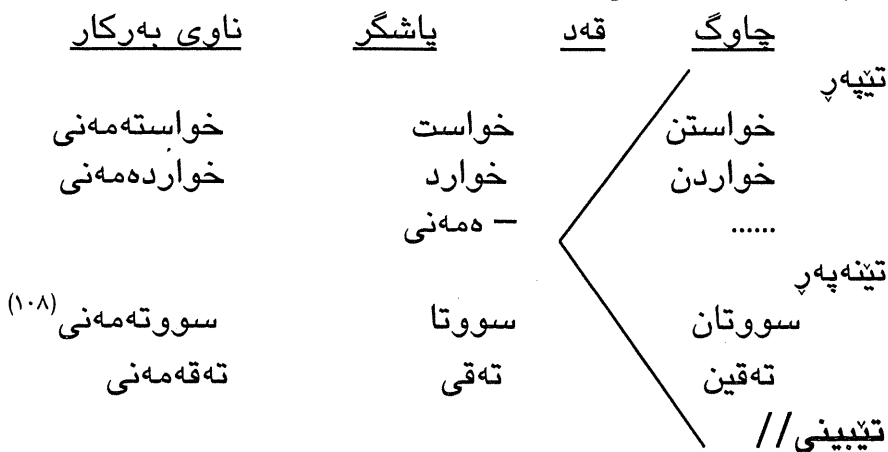 چاوگ قەد پاشگر ناوی بەرکار
تێپەڕ
خواستن خواست خواستەمەنی
خواردن خوارد خواردەمەنی
...... – ەمەنی
تێنەپەڕ
سووتان سووتا سووتەمەنی(١٠٨)
تەقین تەقی تەقەمەنی
تێبینی//